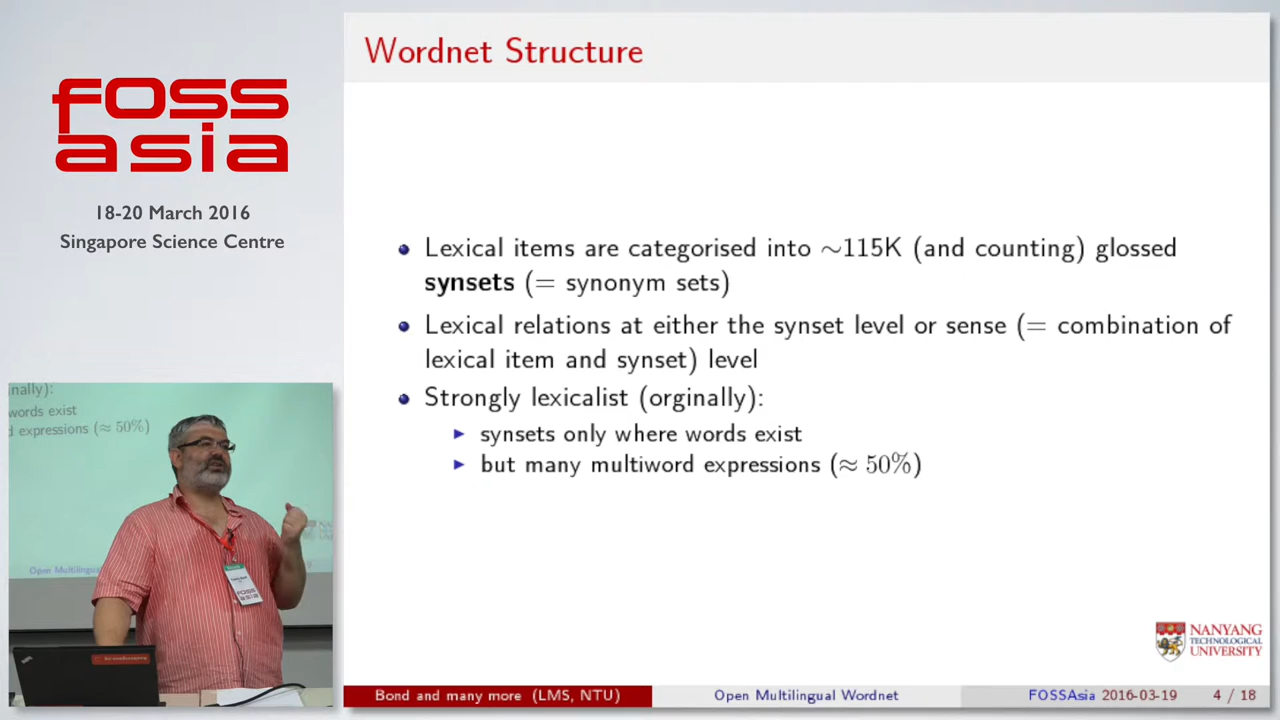 FOSS
asia
18-20 March 2016
Singapore Science Centre
Wordnet Structure
Lexical items are categorised into ~115K (and counting) glossed
synsets (= synonym sets)
Lexical relations at either the synset level or sense (= combination of
lexical item and synset) level
Strongly lexicalist (orginally):
synsets only where words exist
but many multiword expressions (≈ 50%)
nally):
words exist
d expressions (≈ 50%)
Open Multilingual
NANYANG
TECHNOLOGICAL
UNIVERSITY
Bond and many more (LMS, NTU)
Open Multilingual Wordnet
FOSSAsia 2016-03-19
4 / 18